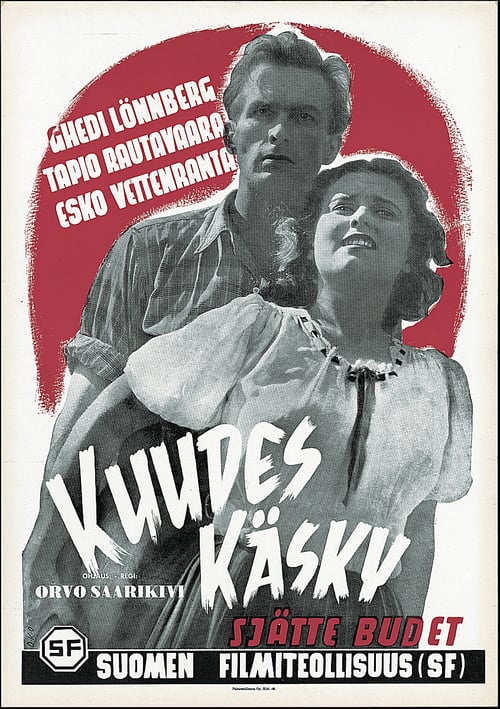 GHEDI LÖNNBERG
TAPIO RAUTAVAARA
ESKO VETTENRANTA
KUUDES
KÄSKY
OHJAUS: - REGI:
ORVO SAARIKIVI
SJÄTTE BUDET
SF
SUOMEN FILMITEOLLISUUS (SF)